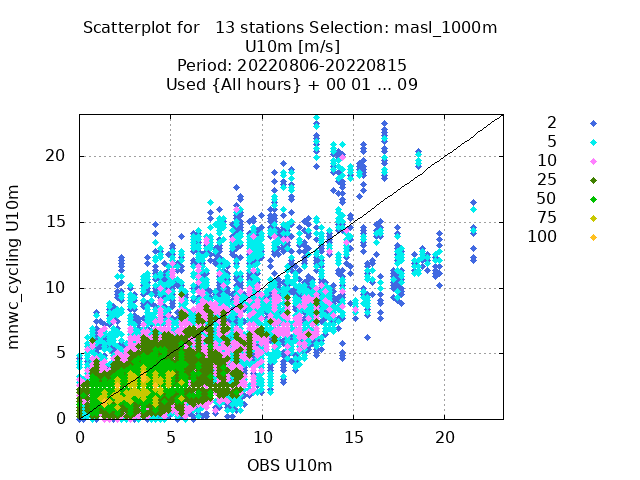 Scatterplot for   13 stations Selection: masl_1000m
U10m [m/s]
Period: 20220806-20220815
Used {All hours} + 00 01 ... 09
2
5
10
25
50
75
100
mnwc_cycling U10m
20
15
10
5
0
0 5 10 15 20
OBS U10m